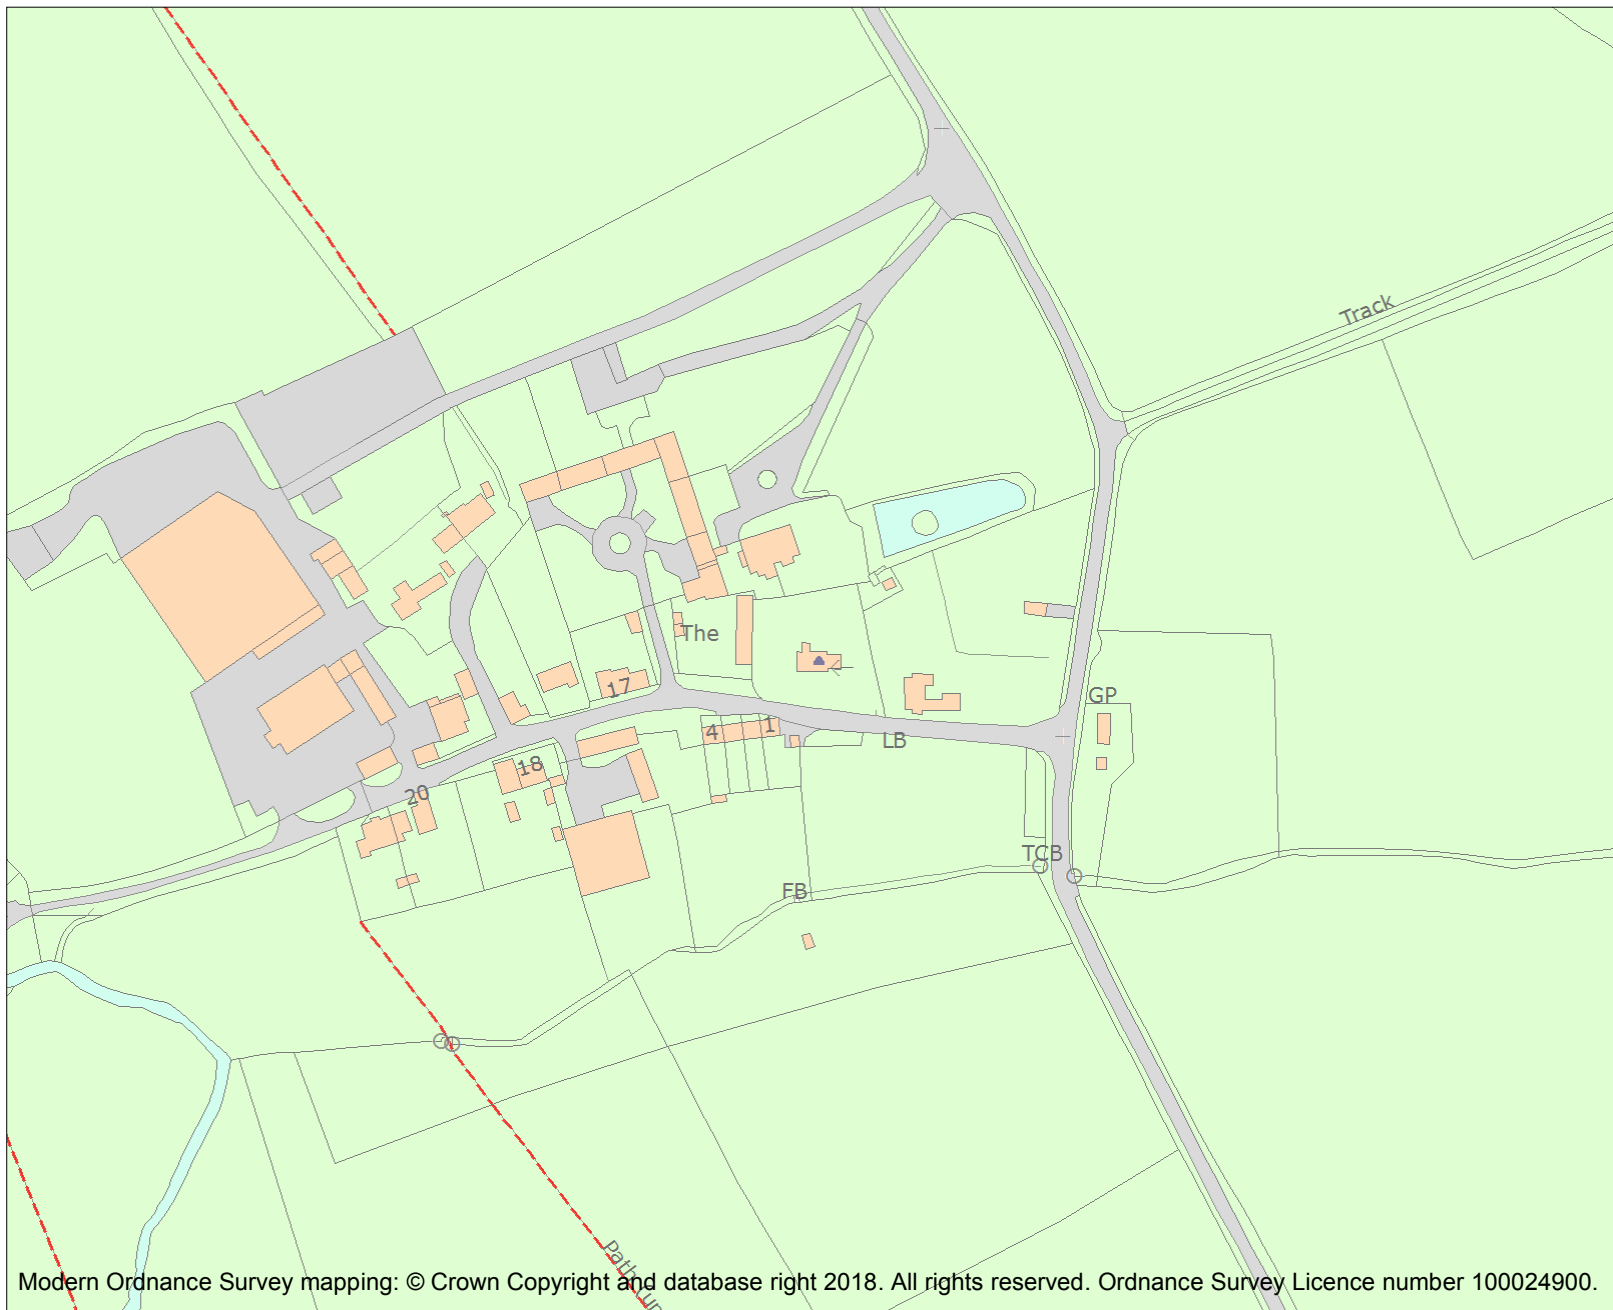 Track
The
17
GP
4
1
LB
18
20
TCB
FB
Path (u
Modern Ordnance Survey mapping: © Crown Copyright and database right 2018. All rights reserved. Ordnance Survey Licence number 100024900.